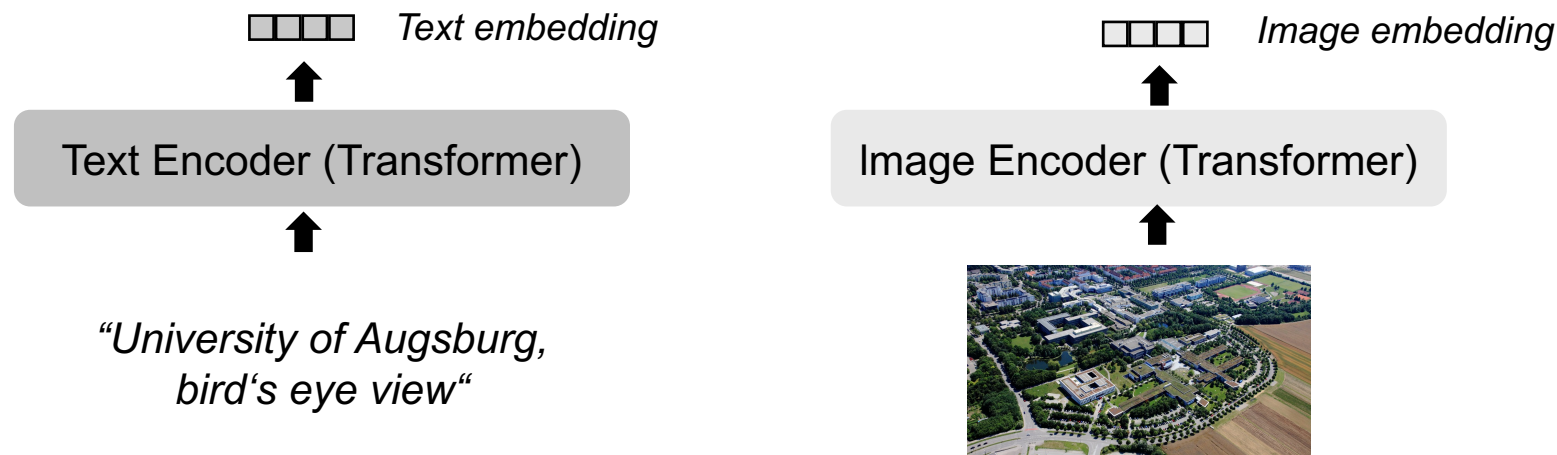 Text embedding
Image embedding
Text Encoder (Transformer)
Image Encoder (Transformer)
“University of Augsburg,
bird‘s eye view“